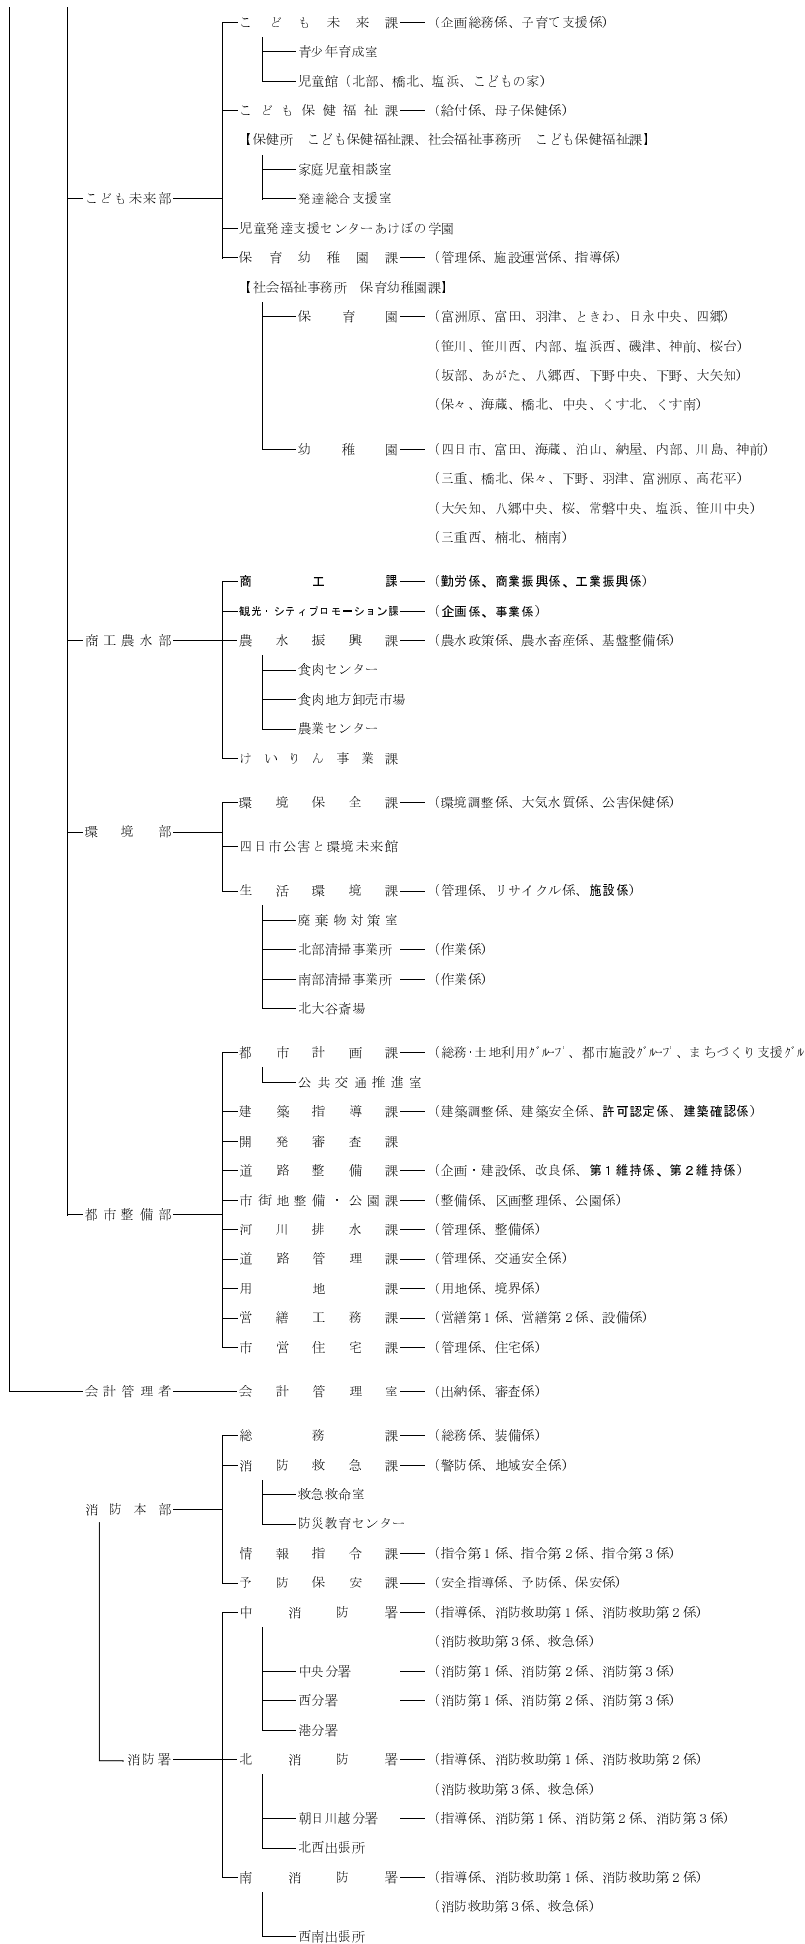 こども未来課 (企画総務係、子育て支援係)
青少年育成室
児童館（北部、橋北、塩浜、こどもの家）
こども保健福祉課 (給付係、母子保健係)
【保健所　こども保健福祉課、社会福祉事務所　こども保健福祉課】
家庭児童相談室
こども未来部 発達総合支援室
児童発達支援センターあけぼの学園
保育幼稚園課 (管理係、施設運営係、指導係)
【社会福祉事務所　保育幼稚園課】
保育園 (富洲原、富田、羽津、ときわ、日永中央、四郷)
(笹川、笹川西、内部、塩浜西、磯津、神前、桜台)
(坂部、あがた、八郷西、下野中央、下野、大矢知)
(保々、海蔵、橋北、中央、くす北、くす南)
幼稚園 (四日市、富田、海蔵、泊山、納屋、内部、川島、神前)
(三重、橋北、保々、下野、羽津、富洲原、高花平)
(大矢知、八郷中央、桜、常磐中央、塩浜、笹川中央)
(三重西、楠北、楠南)
商工課 (勤労係、商業振興係、工業振興係)
観光・シティプロモーション課 (企画係、事業係)
商工農水部 農水振興課 (農水政策係、農水畜産係、基盤整備係)
食肉センター
食肉地方卸売市場
農業センター
けいりん事業課
環境保全課 (環境調整係、大気水質係、公害保健係)
環境部
四日市公害と環境未来館
生活環境課 (管理係、リサイクル係、施設係)
廃棄物対策室
北部清掃事業所 (作業係)
南部清掃事業所 (作業係)
北大谷斎場
都市計画課 (総務･土地利用ｸﾞﾙｰﾌﾟ、都市施設ｸﾞﾙｰﾌﾟ、まちづくり支援ｸﾞﾙ
公共交通推進室
建築指導課 (建築調整係、建築安全係、許可認定係、建築確認係)
開発審査課
道路整備課 (企画・建設係、改良係、第１維持係、第２維持係)
市街地整備・公園課 (整備係、区画整理係、公園係)
都市整備部
河川排水課 (管理係、整備係)
道路管理課 (管理係、交通安全係)
用地課 (用地係、境界係)
営繕工務課 (営繕第１係、営繕第２係、設備係)
市営住宅課 (管理係、住宅係)
会計管理者 会計管理室 (出納係、審査係)
総務課 (総務係、装備係)
消防救急課 (警防係、地域安全係)
救急救命室
消防本部
防災教育センター
情報指令課 (指令第１係、指令第２係、指令第３係)
予防保安課 (安全指導係、予防係、保安係)
中消防署 (指導係、消防救助第１係、消防救助第２係)
(消防救助第３係、救急係)
中央分署 (消防第１係、消防第２係、消防第３係)
西分署 (消防第１係、消防第２係、消防第３係)
港分署
消防署 北消防署 (指導係、消防救助第１係、消防救助第２係)
(消防救助第３係、救急係)
朝日川越分署 (指導係、消防第１係、消防第２係、消防第３係)
北西出張所
南消防署 (指導係、消防救助第１係、消防救助第２係)
(消防救助第３係、救急係)
西南出張所